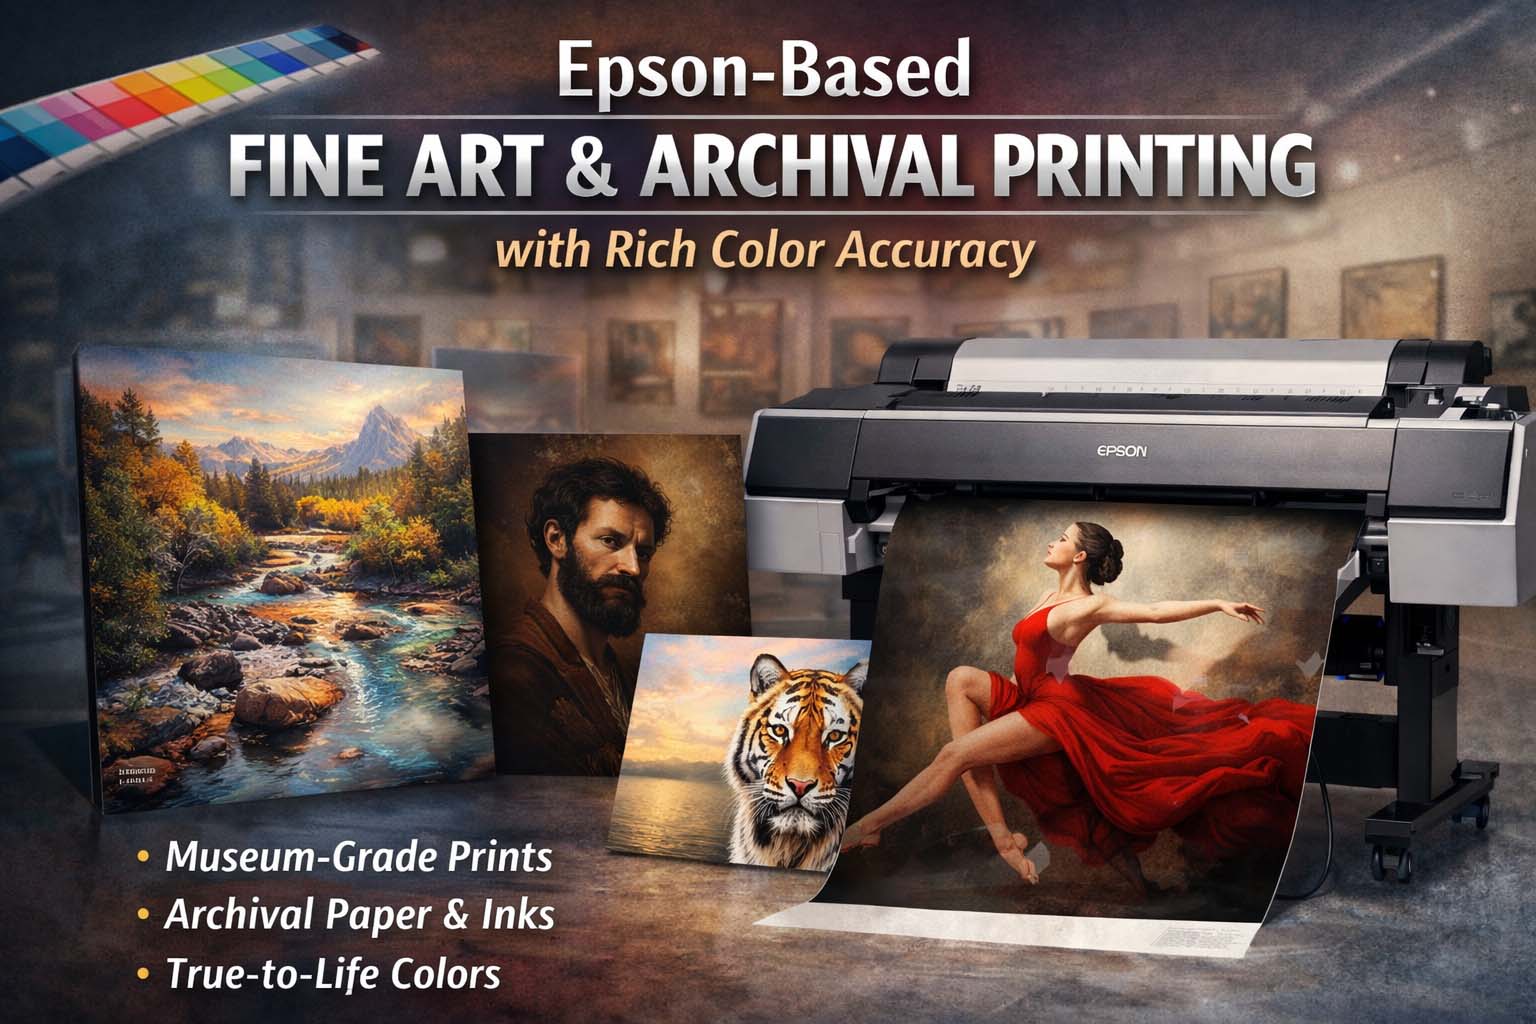 Epson-Based
FINE ART & ARCHIVAL PRINTING
with Rich Color Accuracy
EPSON
• Museum-Grade Prints
• Archival Paper & Inks
• True-to-Life Colors